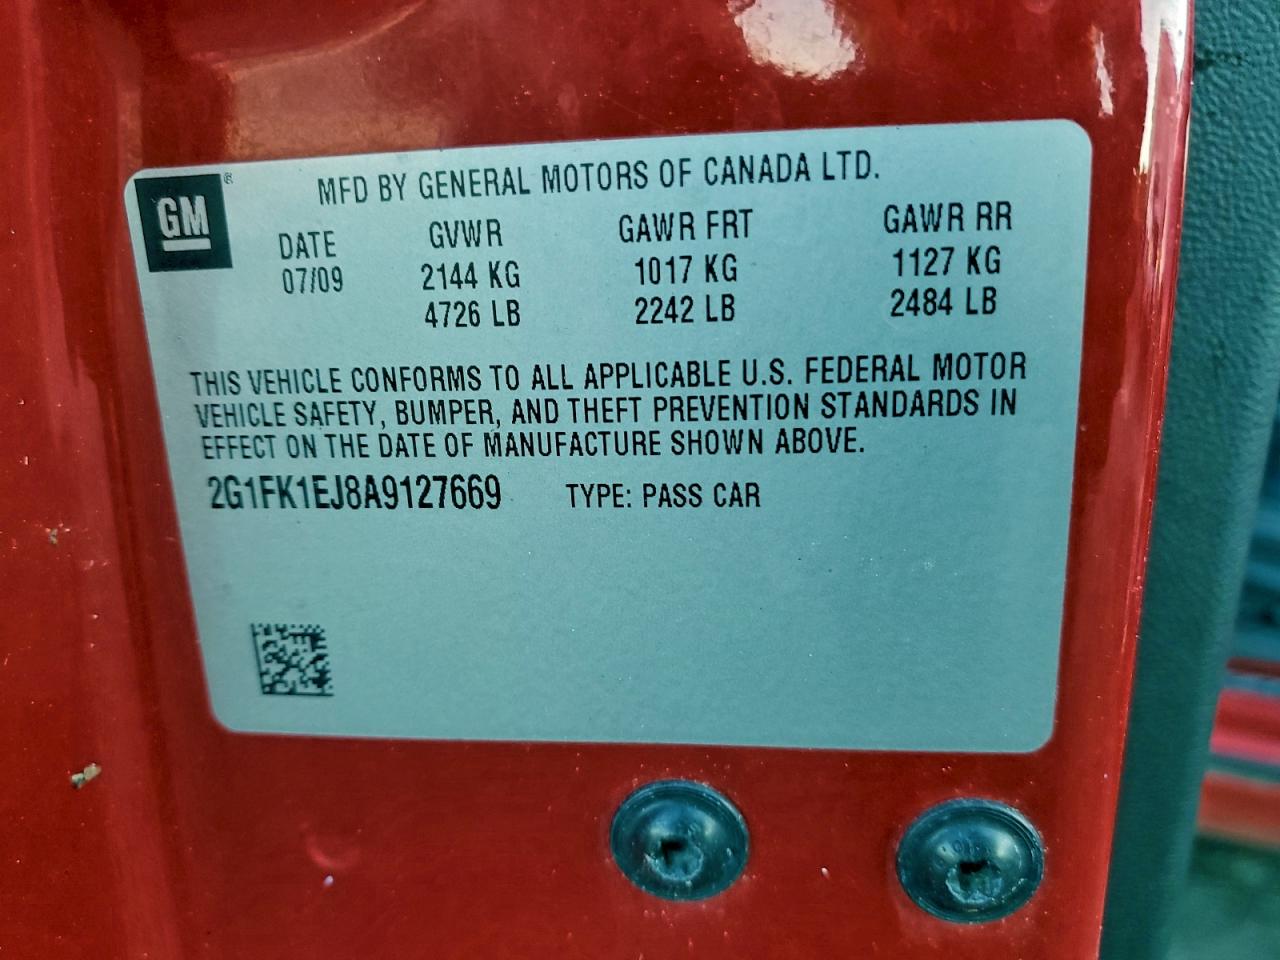 GM®
MFD BY GENERAL MOTORS OF CANADA LTD.
DATE GVWR GAWR FRT GAWR RR
07/09 2144 KG 1017 KG 1127 KG
4726 LB 2242 LB 2484 LB
THIS VEHICLE CONFORMS TO ALL APPLICABLE U.S. FEDERAL MOTOR
VEHICLE SAFETY, BUMPER, AND THEFT PREVENTION STANDARDS IN
EFFECT ON THE DATE OF MANUFACTURE SHOWN ABOVE.
2G1FK1EJ8A9127669 TYPE: PASS CAR